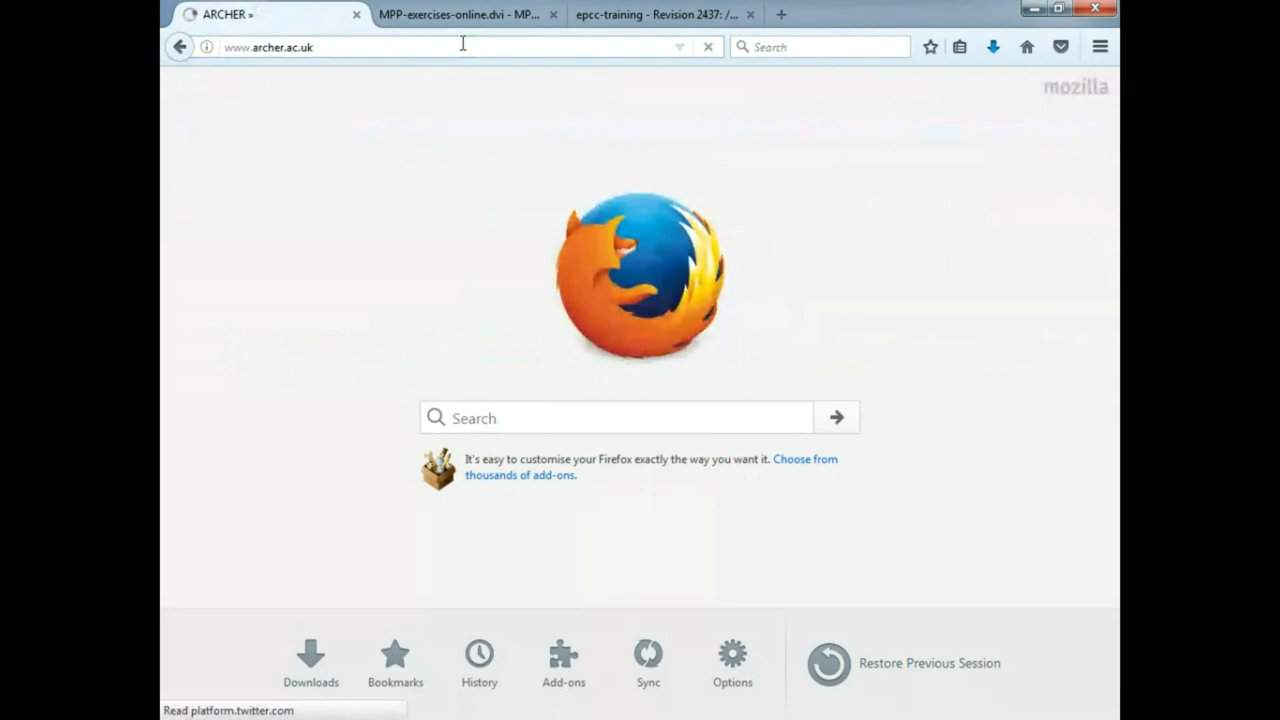 ARCHER »
MPP-exercises-online.dvi - MP...
epcc-training - Revision 2437: /...
www.archer.ac.uk
Search
mozilla
Search
It's easy to customise your Firefox exactly the way you want it. Choose from
thousands of add-ons.
Downloads
Bookmarks
History
Add-ons
Sync
Options
Restore Previous Session
Read platform.twitter.com